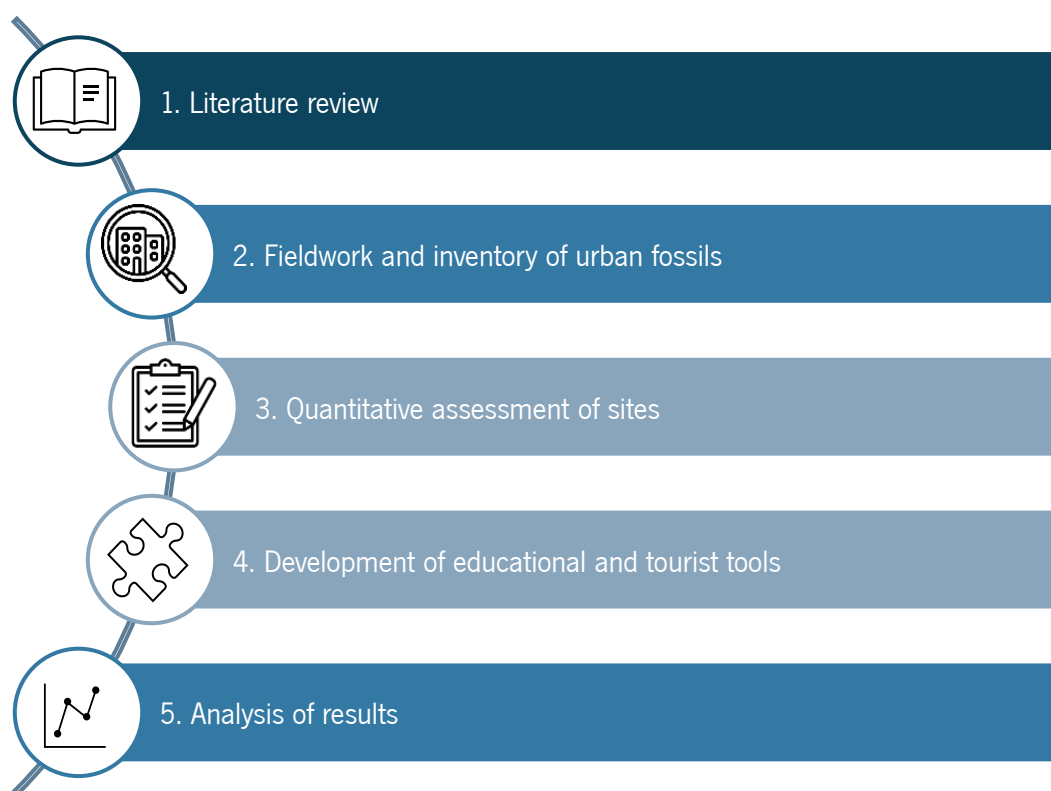 1. Literature review
2. Fieldwork and inventory of urban fossils
3. Quantitative assessment of sites
4. Development of educational and tourist tools
5. Analysis of results